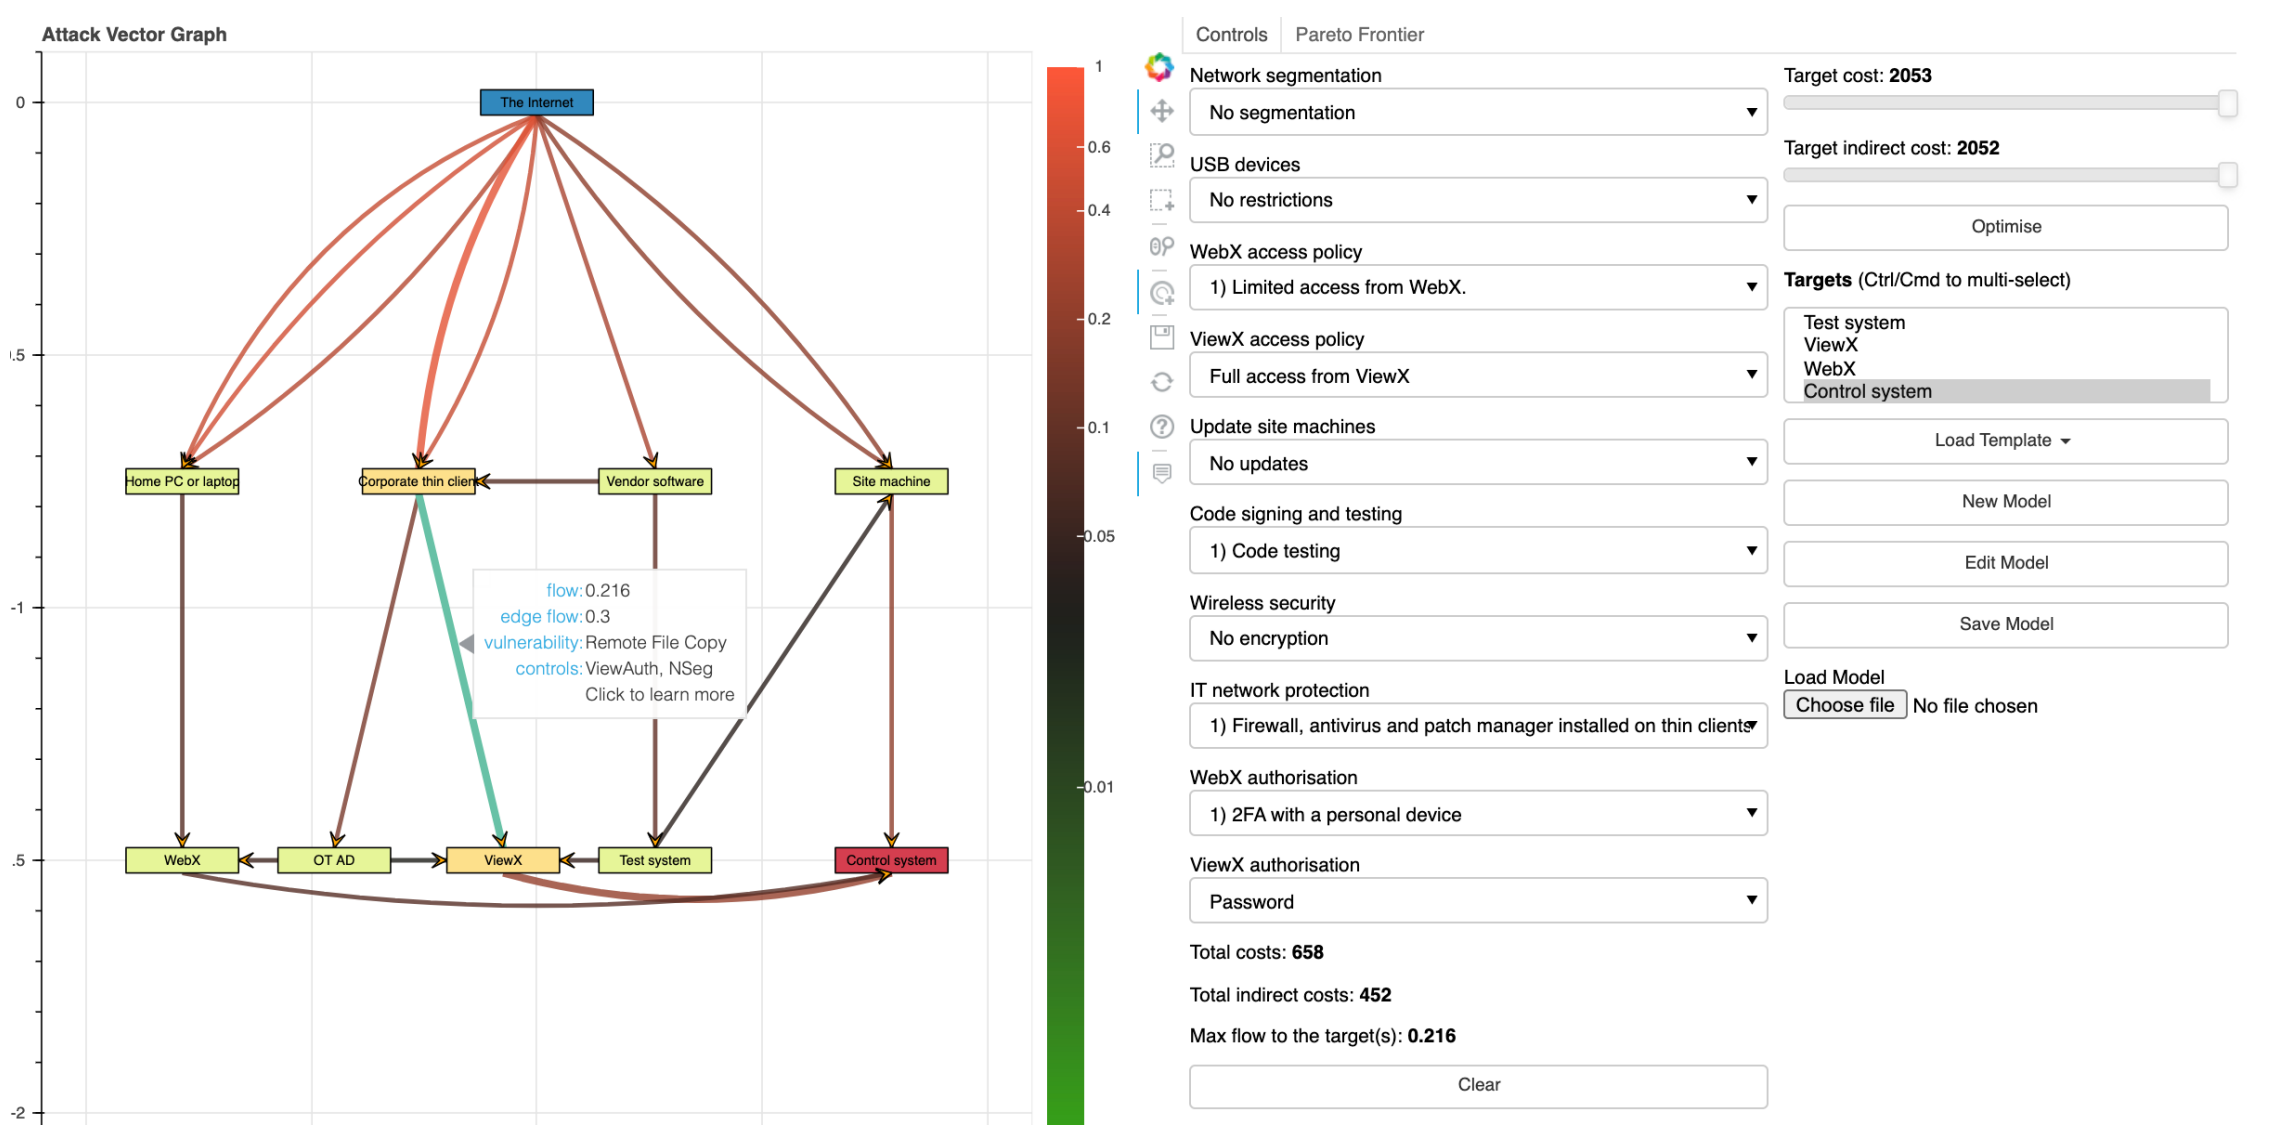 Attack Vector Graph
0
.5
-1
.5
-2
The Internet
Home PC or laptop
Corporate thin client
Vendor software
Site machine
flow: 0.216
edge flow: 0.3
vulnerability: Remote File Copy
controls: ViewAuth, NSeg
Click to learn more
WebX
OT AD
ViewX
Test system
Control system
1
0.6
0.4
0.2
0.1
0.05
0.01
Controls
Pareto Frontier
Network segmentation
No segmentation
USB devices
No restrictions
WebX access policy
1) Limited access from WebX.
ViewX access policy
Full access from ViewX
Update site machines
No updates
Code signing and testing
1) Code testing
Wireless security
No encryption
IT network protection
1) Firewall, antivirus and patch manager installed on thin clients
WebX authorisation
1) 2FA with a personal device
ViewX authorisation
Password
Total costs: 658
Total indirect costs: 452
Max flow to the target(s): 0.216
Clear
Target cost: 2053
Target indirect cost: 2052
Optimise
Targets (Ctrl/Cmd to multi-select)
Test system
ViewX
WebX
Control system
Load Template
New Model
Edit Model
Save Model
Load Model
Choose file No file chosen